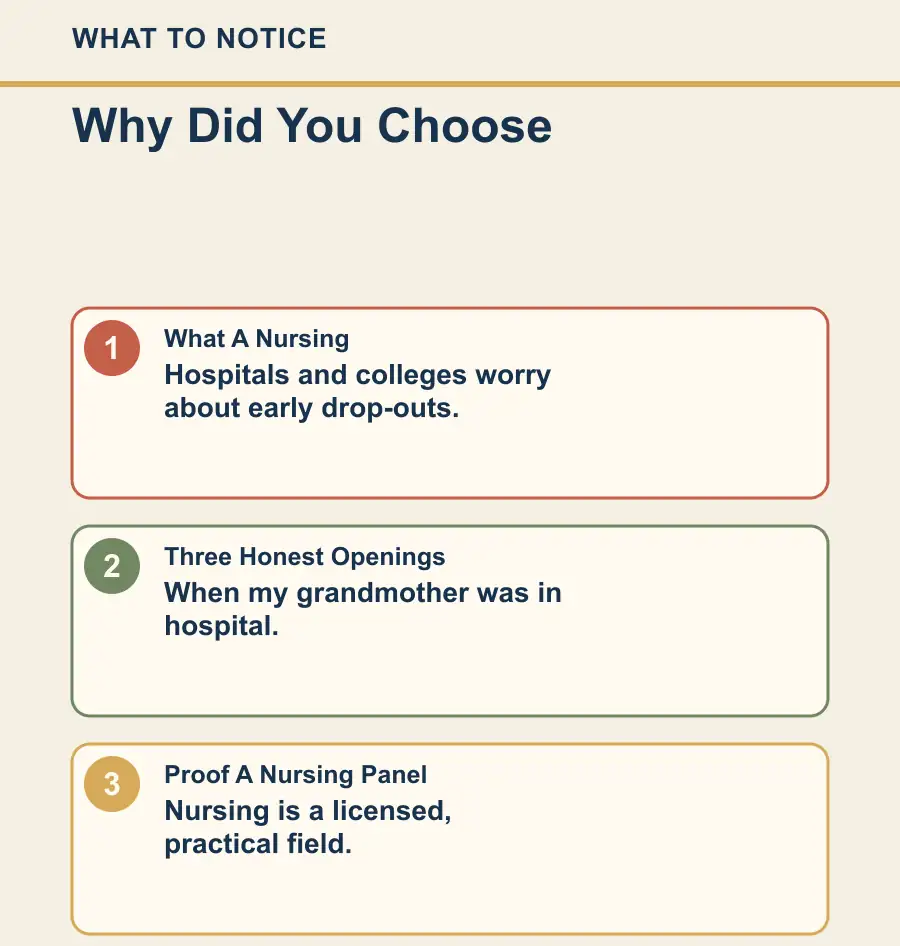 WHAT TO NOTICE
Why Did You Choose
1
What A Nursing
Hospitals and colleges worry
about early drop-outs.
2
Three Honest Openings
When my grandmother was in
hospital.
3
Proof A Nursing Panel
Nursing is a licensed,
practical field.